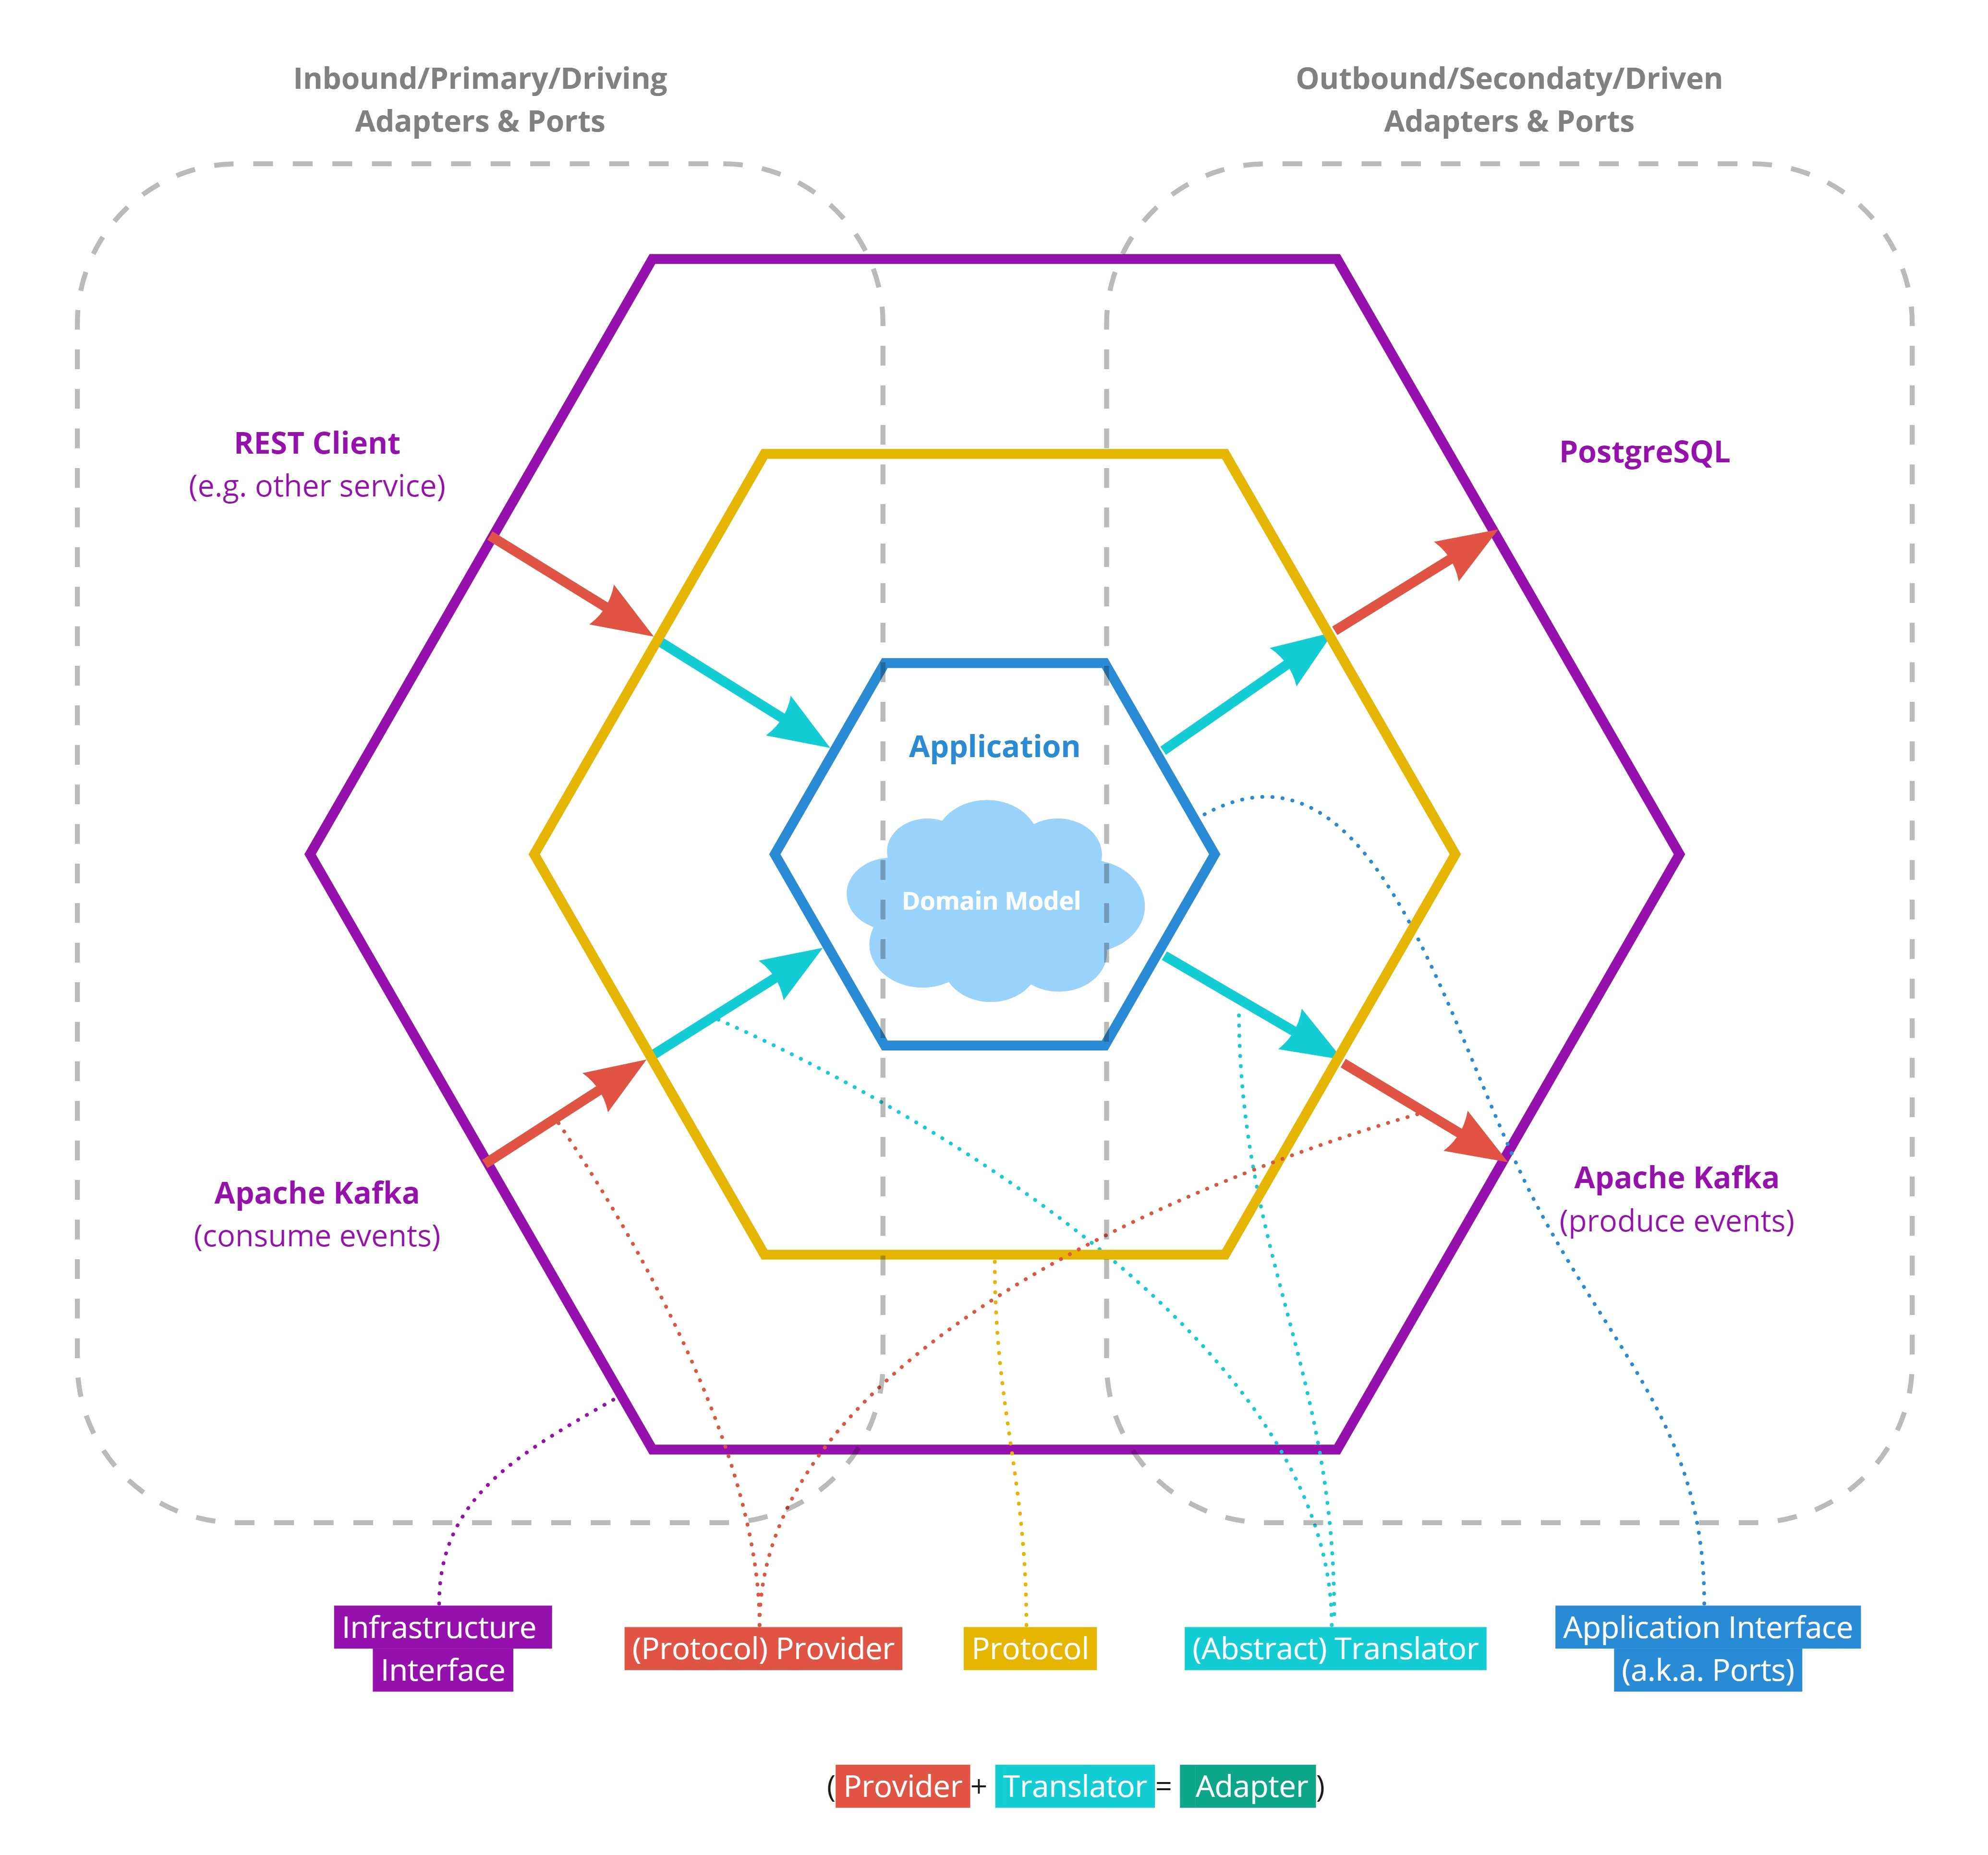 Inbound/Primary/Driving
Adapters & Ports
Outbound/Secondaty/Driven
Adapters & Ports
REST Client
(e.g. other service)
PostgreSQL
Application
Domain Model
Apache Kafka
(consume events)
Apache Kafka
(produce events)
Infrastructure
Interface
(Protocol) Provider
Protocol
(Abstract) Translator
Application Interface
(a.k.a. Ports)
( Provider + Translator = Adapter )